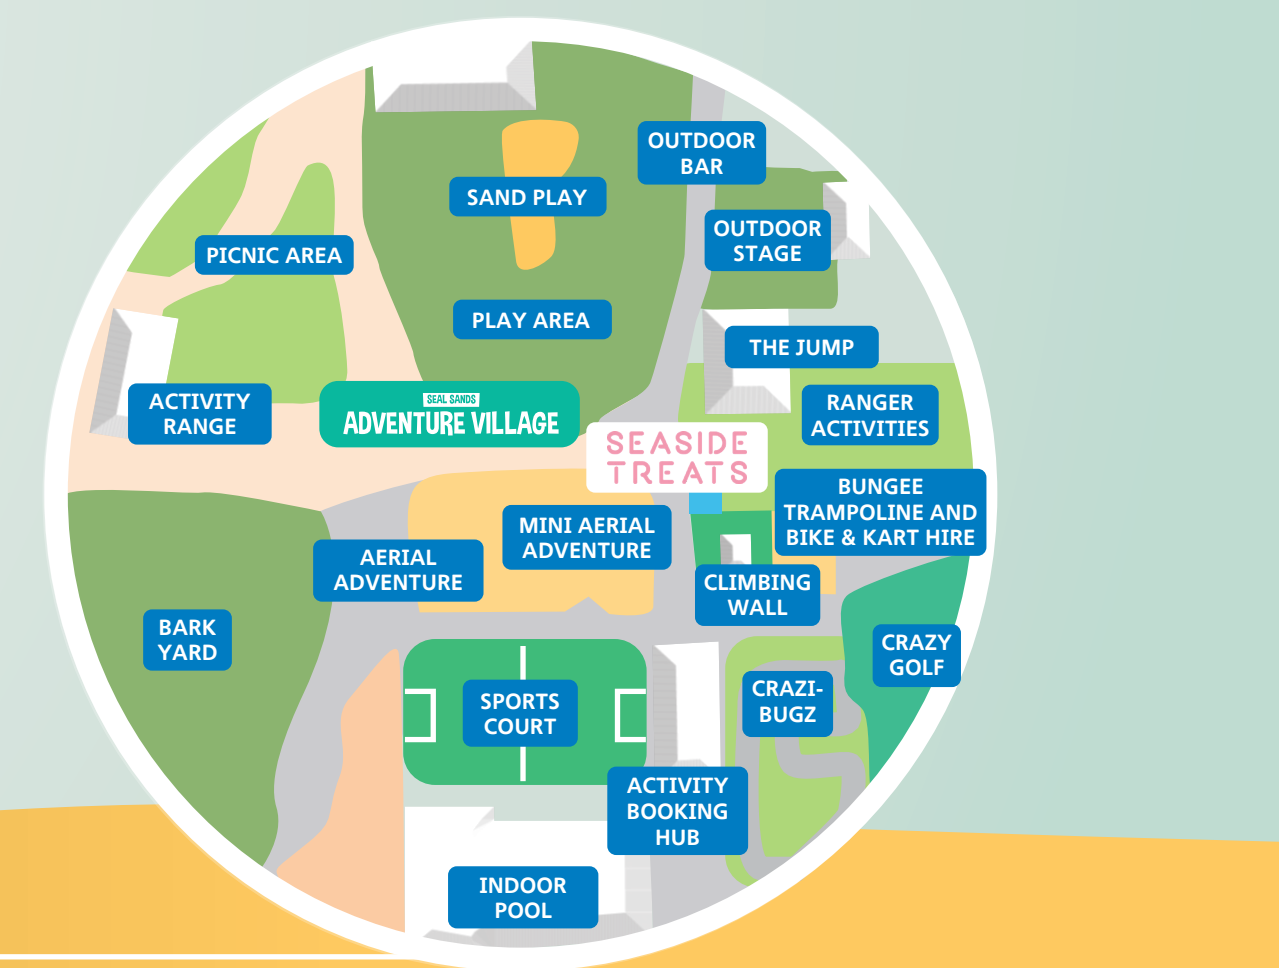 OUTDOOR
BAR
SAND PLAY
OUTDOOR
STAGE
PICNIC AREA
PLAY AREA
THE JUMP
ACTIVITY
RANGE
SEAL SANDS
ADVENTURE VILLAGE
RANGER
ACTIVITIES
SEASIDE
TREATS
BUNGEE
TRAMPOLINE AND
BIKE & KART HIRE
MINI AERIAL
ADVENTURE
AERIAL
ADVENTURE
CLIMBING
WALL
BARK
YARD
CRAZY
GOLF
SPORTS
COURT
CRAZI-
BUGZ
ACTIVITY
BOOKING
HUB
INDOOR
POOL